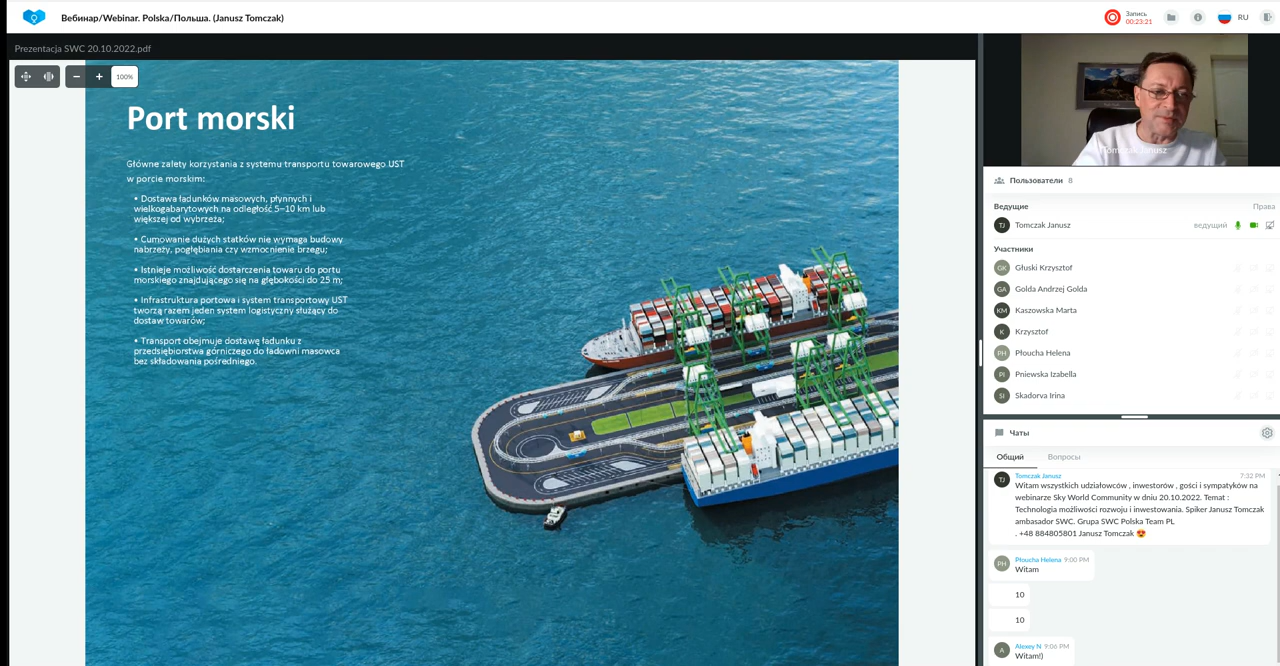 Вебинар/Webinar. Polska/Польша. (Janusz Tomczak)
Запись
00:23:21
RU
Prezentacja SWC 20.10.2022.pdf
100%
Port morski
Główne zalety korzystania z systemu transportu towarowego UST
w porcie morskim:
• Dostawa ładunków masowych, płynnych i
wielkogabarytowych na odległość 5–10 km lub
większej od wybrzeża;
• Cumowanie dużych statków nie wymaga budowy
nabrzeży, pogłębiania czy wzmocnienie brzegu;
• Istnieje możliwość dostarczenia towaru do portu
morskiego znajdującego się na głębokości do 25 m;
• Infrastruktura portowa i system transportowy UST
tworzą razem jeden system logistyczny służący do
dostaw towarów;
• Transport obejmuje dostawę ładunku z
przedsiębiorstwa górniczego do ładowni masowca
bez składowania pośredniego.
Tomczak Janusz
Пользователи 8
Ведущие Права
TJ Tomczak Janusz ведущий
Участники
GK Głuski Krzysztof
GA Golda Andrzej Golda
KM Kaszowska Marta
K Krzysztof
PH Płoucha Helena
PI Pniewska Izabella
SI Skadorva Irina
Чаты
Общий Вопросы
TJ Tomczak Janusz 7:32 PM
Witam wszystkich udziałowców , inwestorów , gości i sympatyków na
webinarze Sky World Community w dniu 20.10.2022. Temat :
Technologia możliwości rozwoju i inwestowania. Spiker Janusz Tomczak
ambasador SWC. Grupa SWC Polska Team PL
. +48 884805801 Janusz Tomczak 😍
PH Płoucha Helena 9:00 PM
Witam
10
10
A Alexey N 9:06 PM
Witam!)